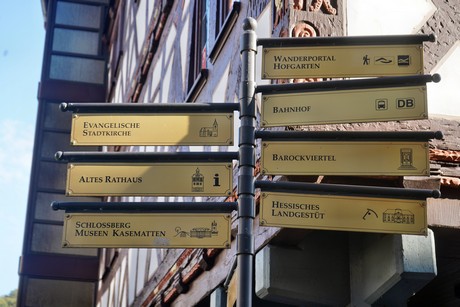 Evangelische
Stadtkirche
Altes Rathaus
i
Schlossberg
Museen Kasematten
Wanderportal
Hofgarten
Bahnhof
DB
Barockviertel
Hessisches
Landgestüt